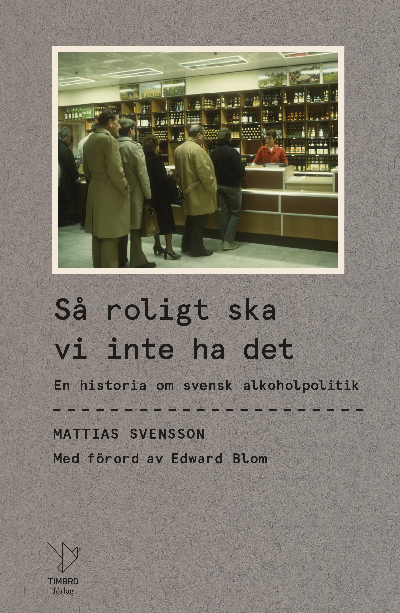 Så roligt ska
vi inte ha det
En historia om svensk alkoholpolitik
MATTIAS SVENSSON
Med förord av Edward Blom
TIMBRO
förlag